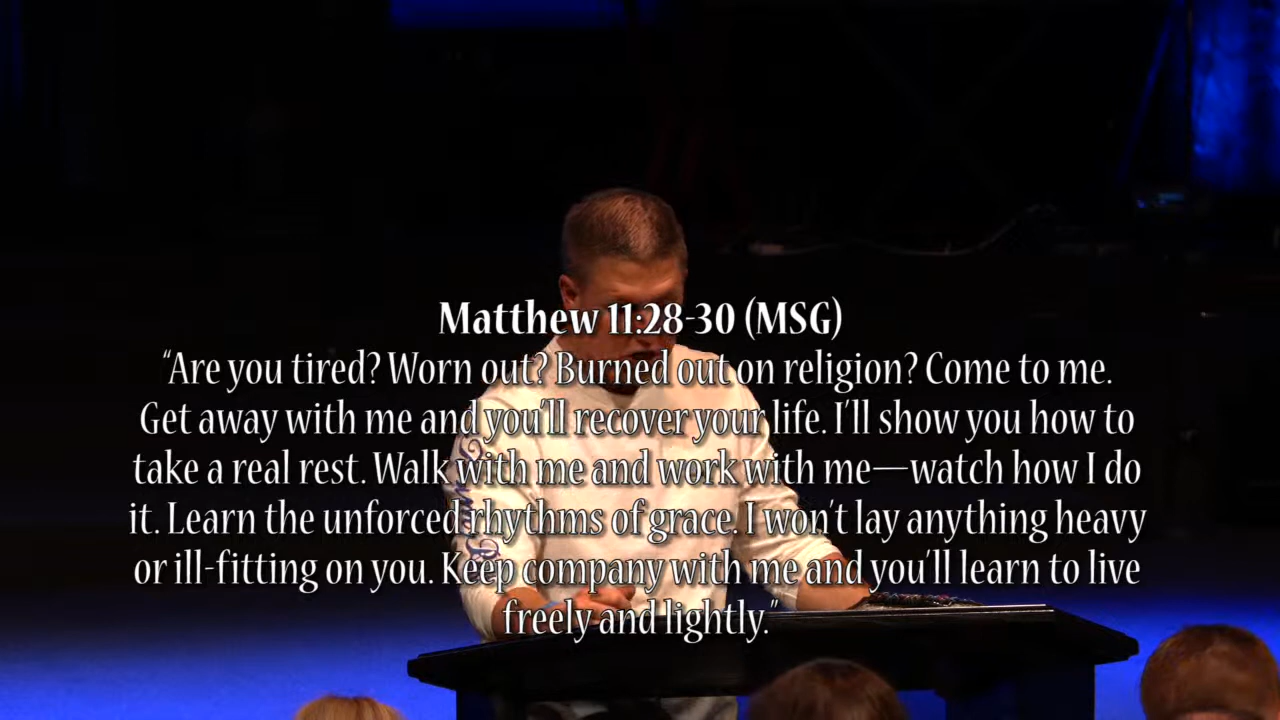 Matthew 11:28-30 (MSG)
“Are you tired? Worn out? Burned out on religion? Come to me.
Get away with me and you'll recover your life. I'll show you how to
take a real rest. Walk with me and work with me—watch how I do
it. Learn the unforced rhythms of grace. I won't lay anything heavy
or ill-fitting on you. Keep company with me and you'll learn to live
freely and lightly.”